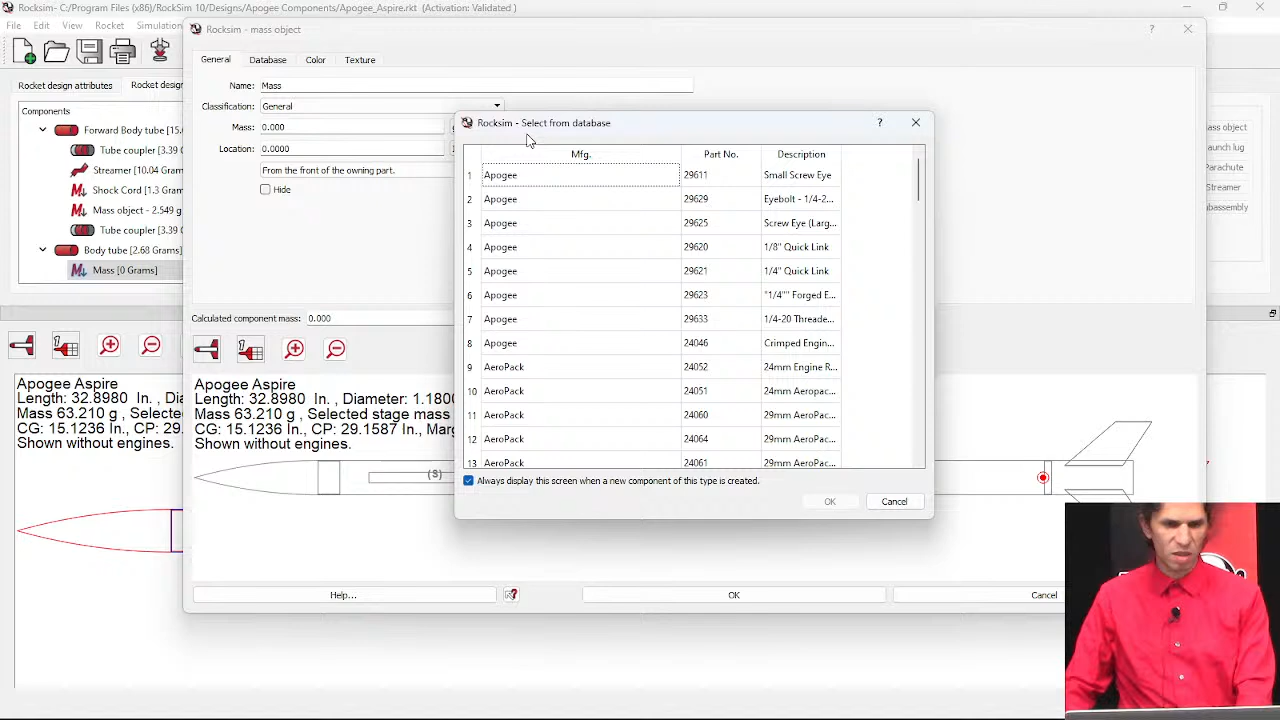 Rocksim - C:/Program Files (x86)/RockSim 10/Designs/Apogee Components/Apogee_Aspire.rkt (Activation: Validated )
File Edit View Rocket Simulation
Rocksim - mass object
?
Rocket design attributes
Rocket desig
General Database Color Texture
Name: Mass
Classification: General
Mass: 0.000
Location: 0.0000
From the front of the owning part.
Hide
Components
Forward Body tube [15.
Tube coupler [3.39 G
Streamer [10.04 Gram
Shock Cord [1.3 Gram
Mass object - 2.549 g
Tube coupler [3.39 G
Body tube [2.68 Grams]
Mass [0 Grams]
ass object
aunch lug
Parachute
Streamer
bassembly
Rocksim - Select from database
?
Mfg. Part No. Description
1 Apogee 29611 Small Screw Eye
2 Apogee 29629 Eyebolt - 1/4-2...
3 Apogee 29625 Screw Eye (Larg...
4 Apogee 29620 1/8" Quick Link
5 Apogee 29621 1/4" Quick Link
6 Apogee 29623 "1/4"" Forged E...
7 Apogee 29633 1/4-20 Threade...
8 Apogee 24046 Crimped Engin...
9 AeroPack 24052 24mm Engine R...
10 AeroPack 24051 24mm Aeropac...
11 AeroPack 24060 29mm AeroPac...
12 AeroPack 24064 29mm AeroPac...
13 AeroPack 24061 29mm AeroPac...
Always display this screen when a new component of this type is created.
OK Cancel
Calculated component mass: 0.000
Apogee Aspire
Length: 32.8980 In., Dia
Mass 63.210 g , Selected
CG: 15.1236 In., CP: 29.
Shown without engines.
Apogee Aspire
Length: 32.8980 In., Diameter: 1.1800
Mass 63.210 g , Selected stage mass
CG: 15.1236 In., CP: 29.1587 In., Mar
Shown without engines.
(S)
Help...
?
OK
Cancel